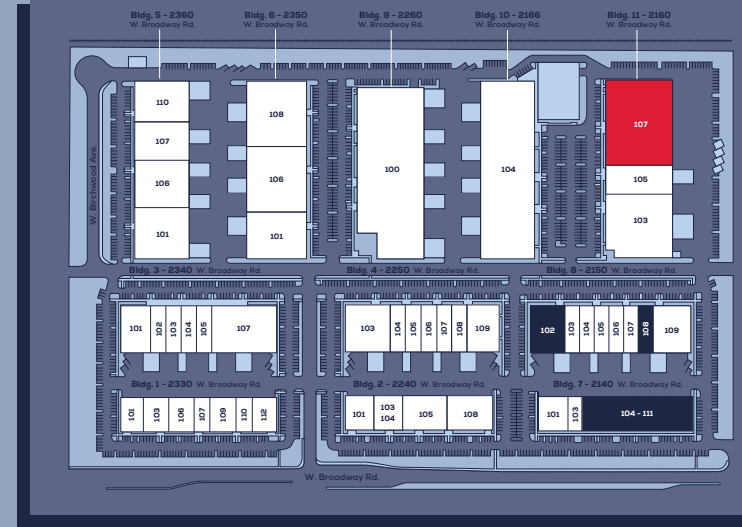 Bldg. 5 - 2360
W. Broadway Rd.
Bldg. 6 - 2350
W. Broadway Rd.
Bldg. 9 - 2260
W. Broadway Rd.
Bldg. 10 - 2166
W. Broadway Rd.
Bldg. 11 - 2160
W. Broadway Rd.
W. Birchwood Ave.
110
107
106
101
108
106
101
100
104
107
105
103
Bldg. 3 - 2340 W. Broadway Rd.
Bldg. 4 - 2250 W. Broadway Rd.
Bldg. 8 - 2150 W. Broadway Rd.
101
102
103
104
105
107
103
104
105
106
107
108
109
102
103
104
105
106
107
108
109
Bldg. 1 - 2330 W. Broadway Rd.
Bldg. 2 - 2240 W. Broadway Rd.
Bldg. 7 - 2140 W. Broadway Rd.
101
103
106
107
109
110
112
101
103
104
105
108
101
103
104 - 111
W. Broadway Rd.